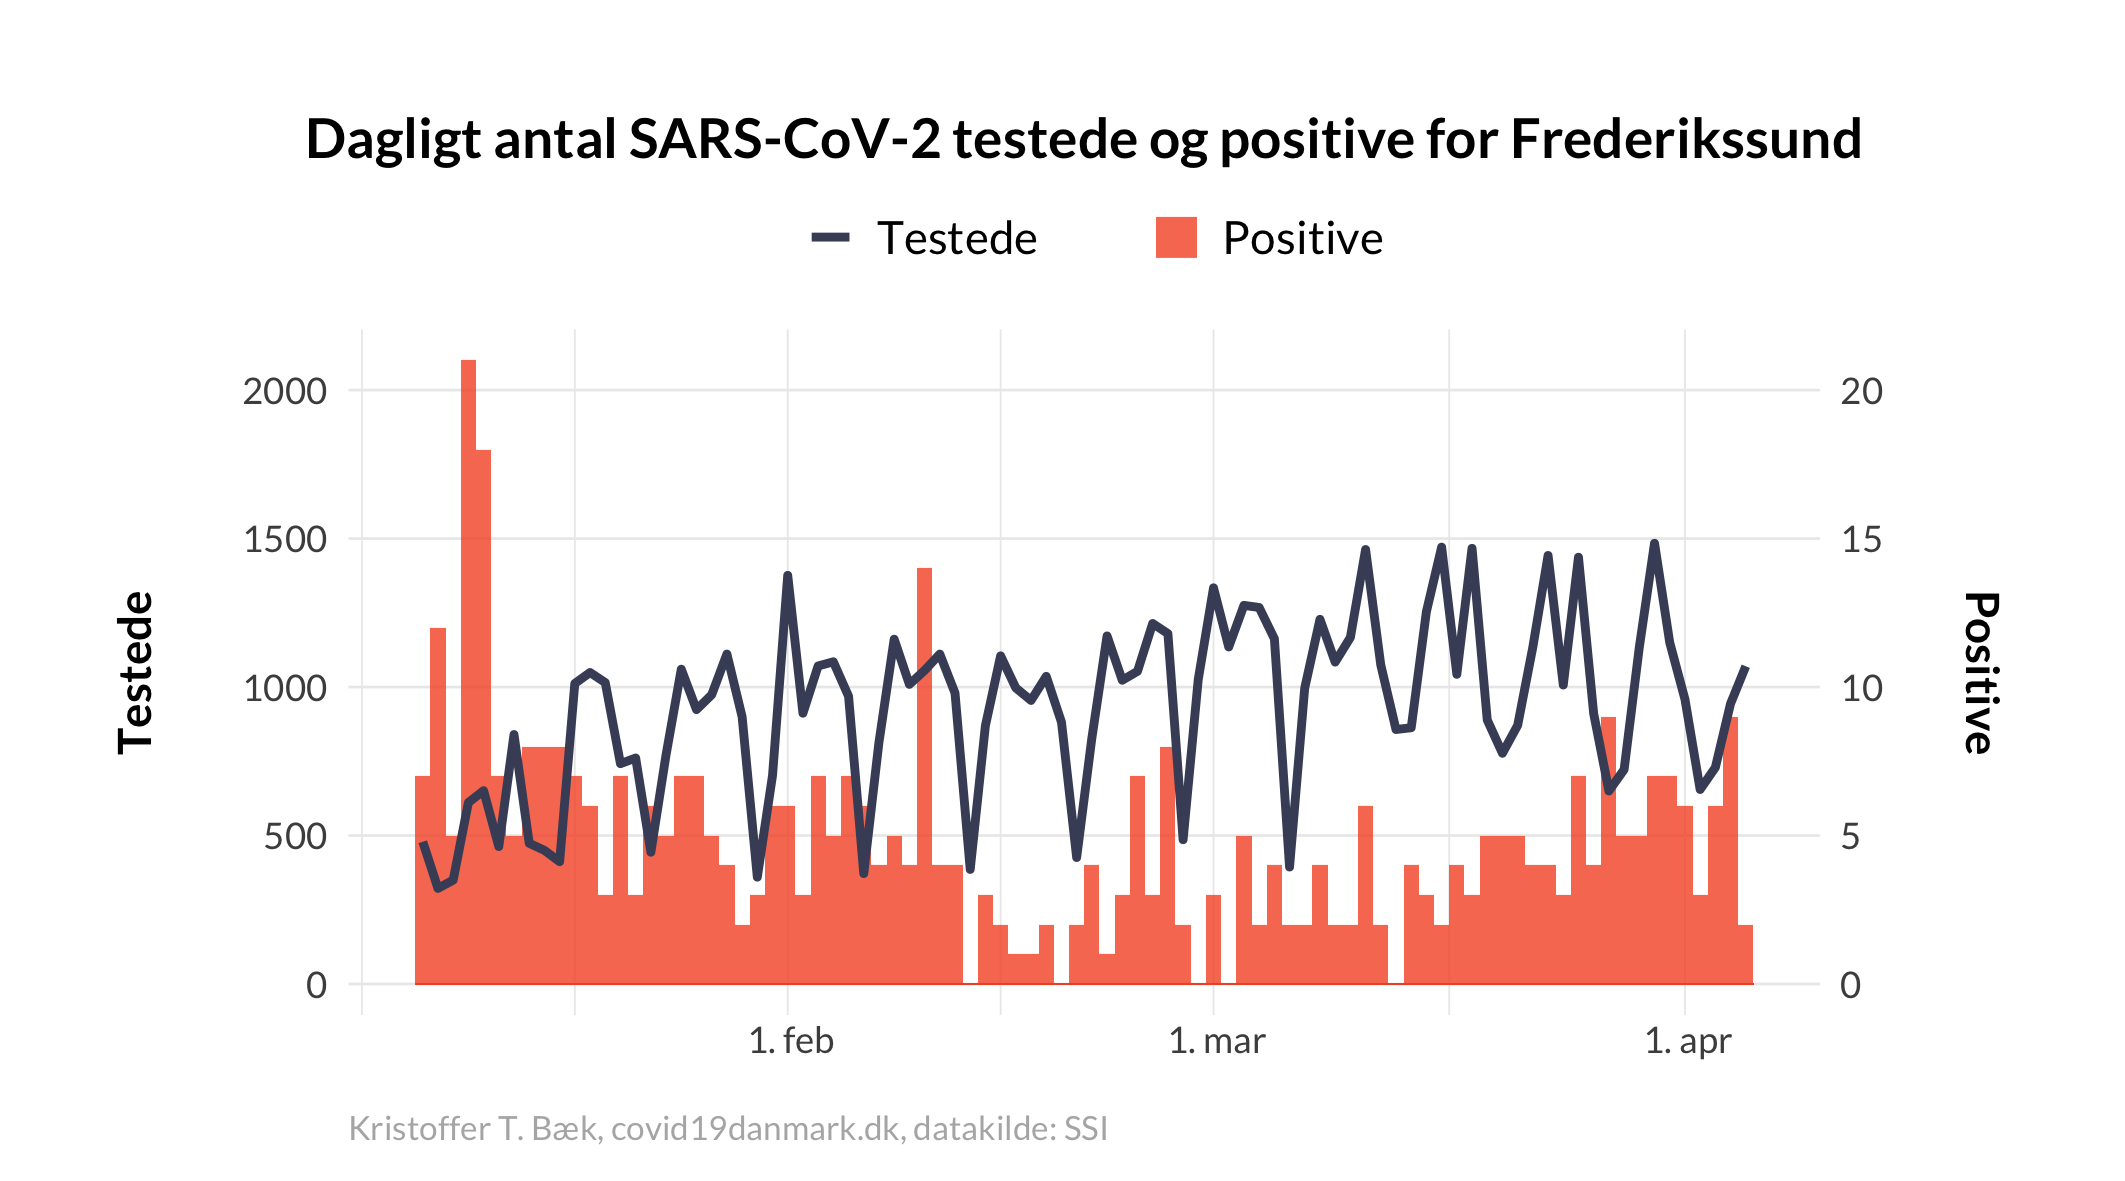 Dagligt antal SARS-CoV-2 testede og positive for Frederikssund
Testede Positive
2000 20
1500 15
1000 10
500 5
0 0
Testede
Positive
1. feb 1. mar 1. apr
Kristoffer T. Bæk, covid19danmark.dk, datakilde: SSI